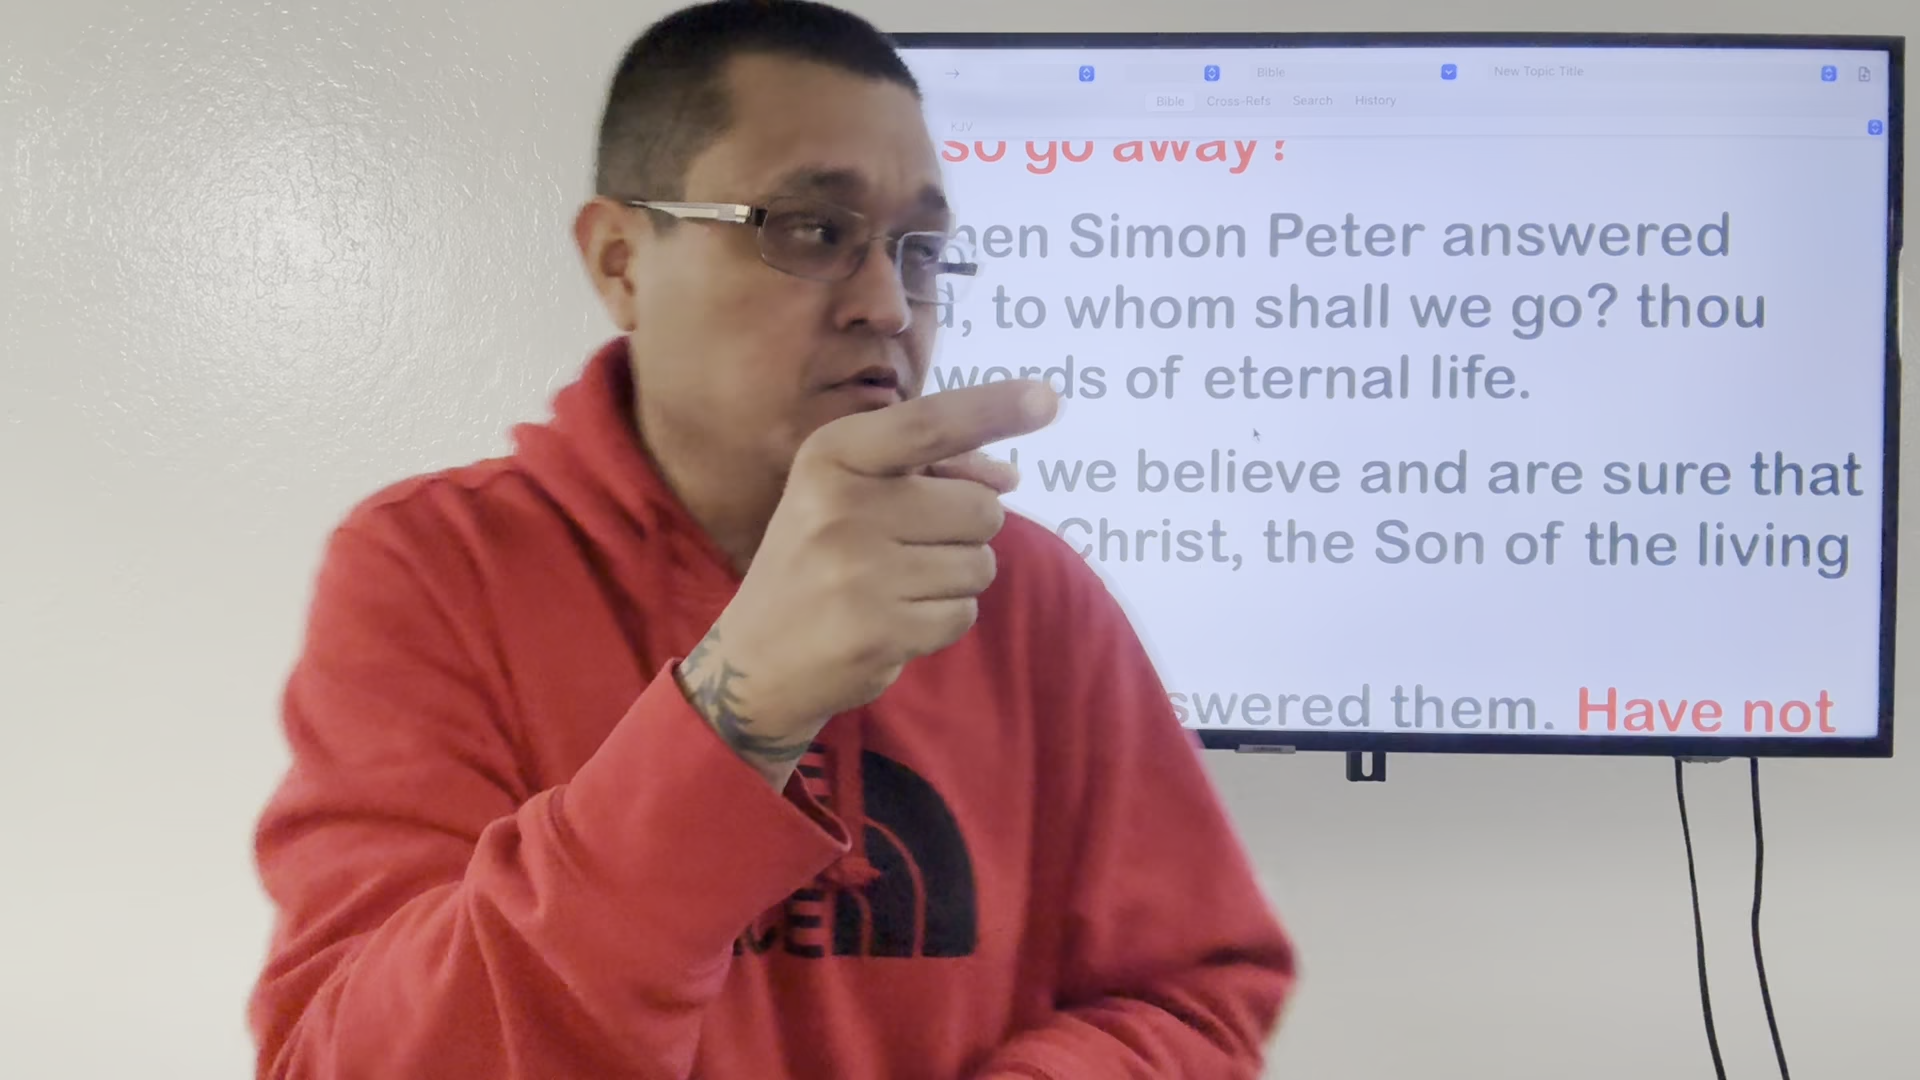 Bible
New Topic Title
Bible Cross-Refs Search History
KJV
so go away?
Simon Peter answered
, to whom shall we go? thou
words of eternal life.
we believe and are sure that
Christ, the Son of the living
them. Have not